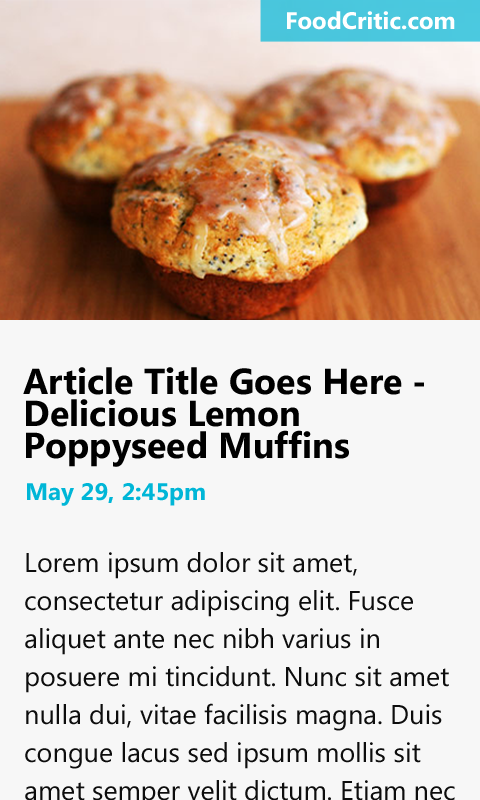 FoodCritic.com
Article Title Goes Here -
Delicious Lemon
Poppyseed Muffins
May 29, 2:45pm
Lorem ipsum dolor sit amet,
consectetur adipiscing elit. Fusce
aliquet ante nec nibh varius in
posuere mi tincidunt. Nunc sit amet
nulla dui, vitae facilisis magna. Duis
congue lacus sed ipsum mollis sit
amet semper velit dictum. Etiam nec